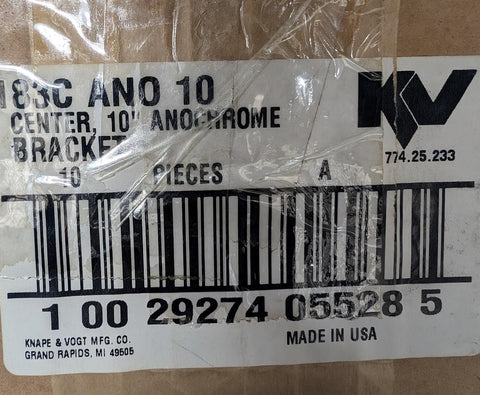 183C ANO 10
KV
CENTER, 10" ANOCHROME
BRACKET
774.25.233
10 PIECES A
1 00 29274 05528 5
KNAPE & VOGT MFG. CO.
GRAND RAPIDS, MI 49505
MADE IN USA